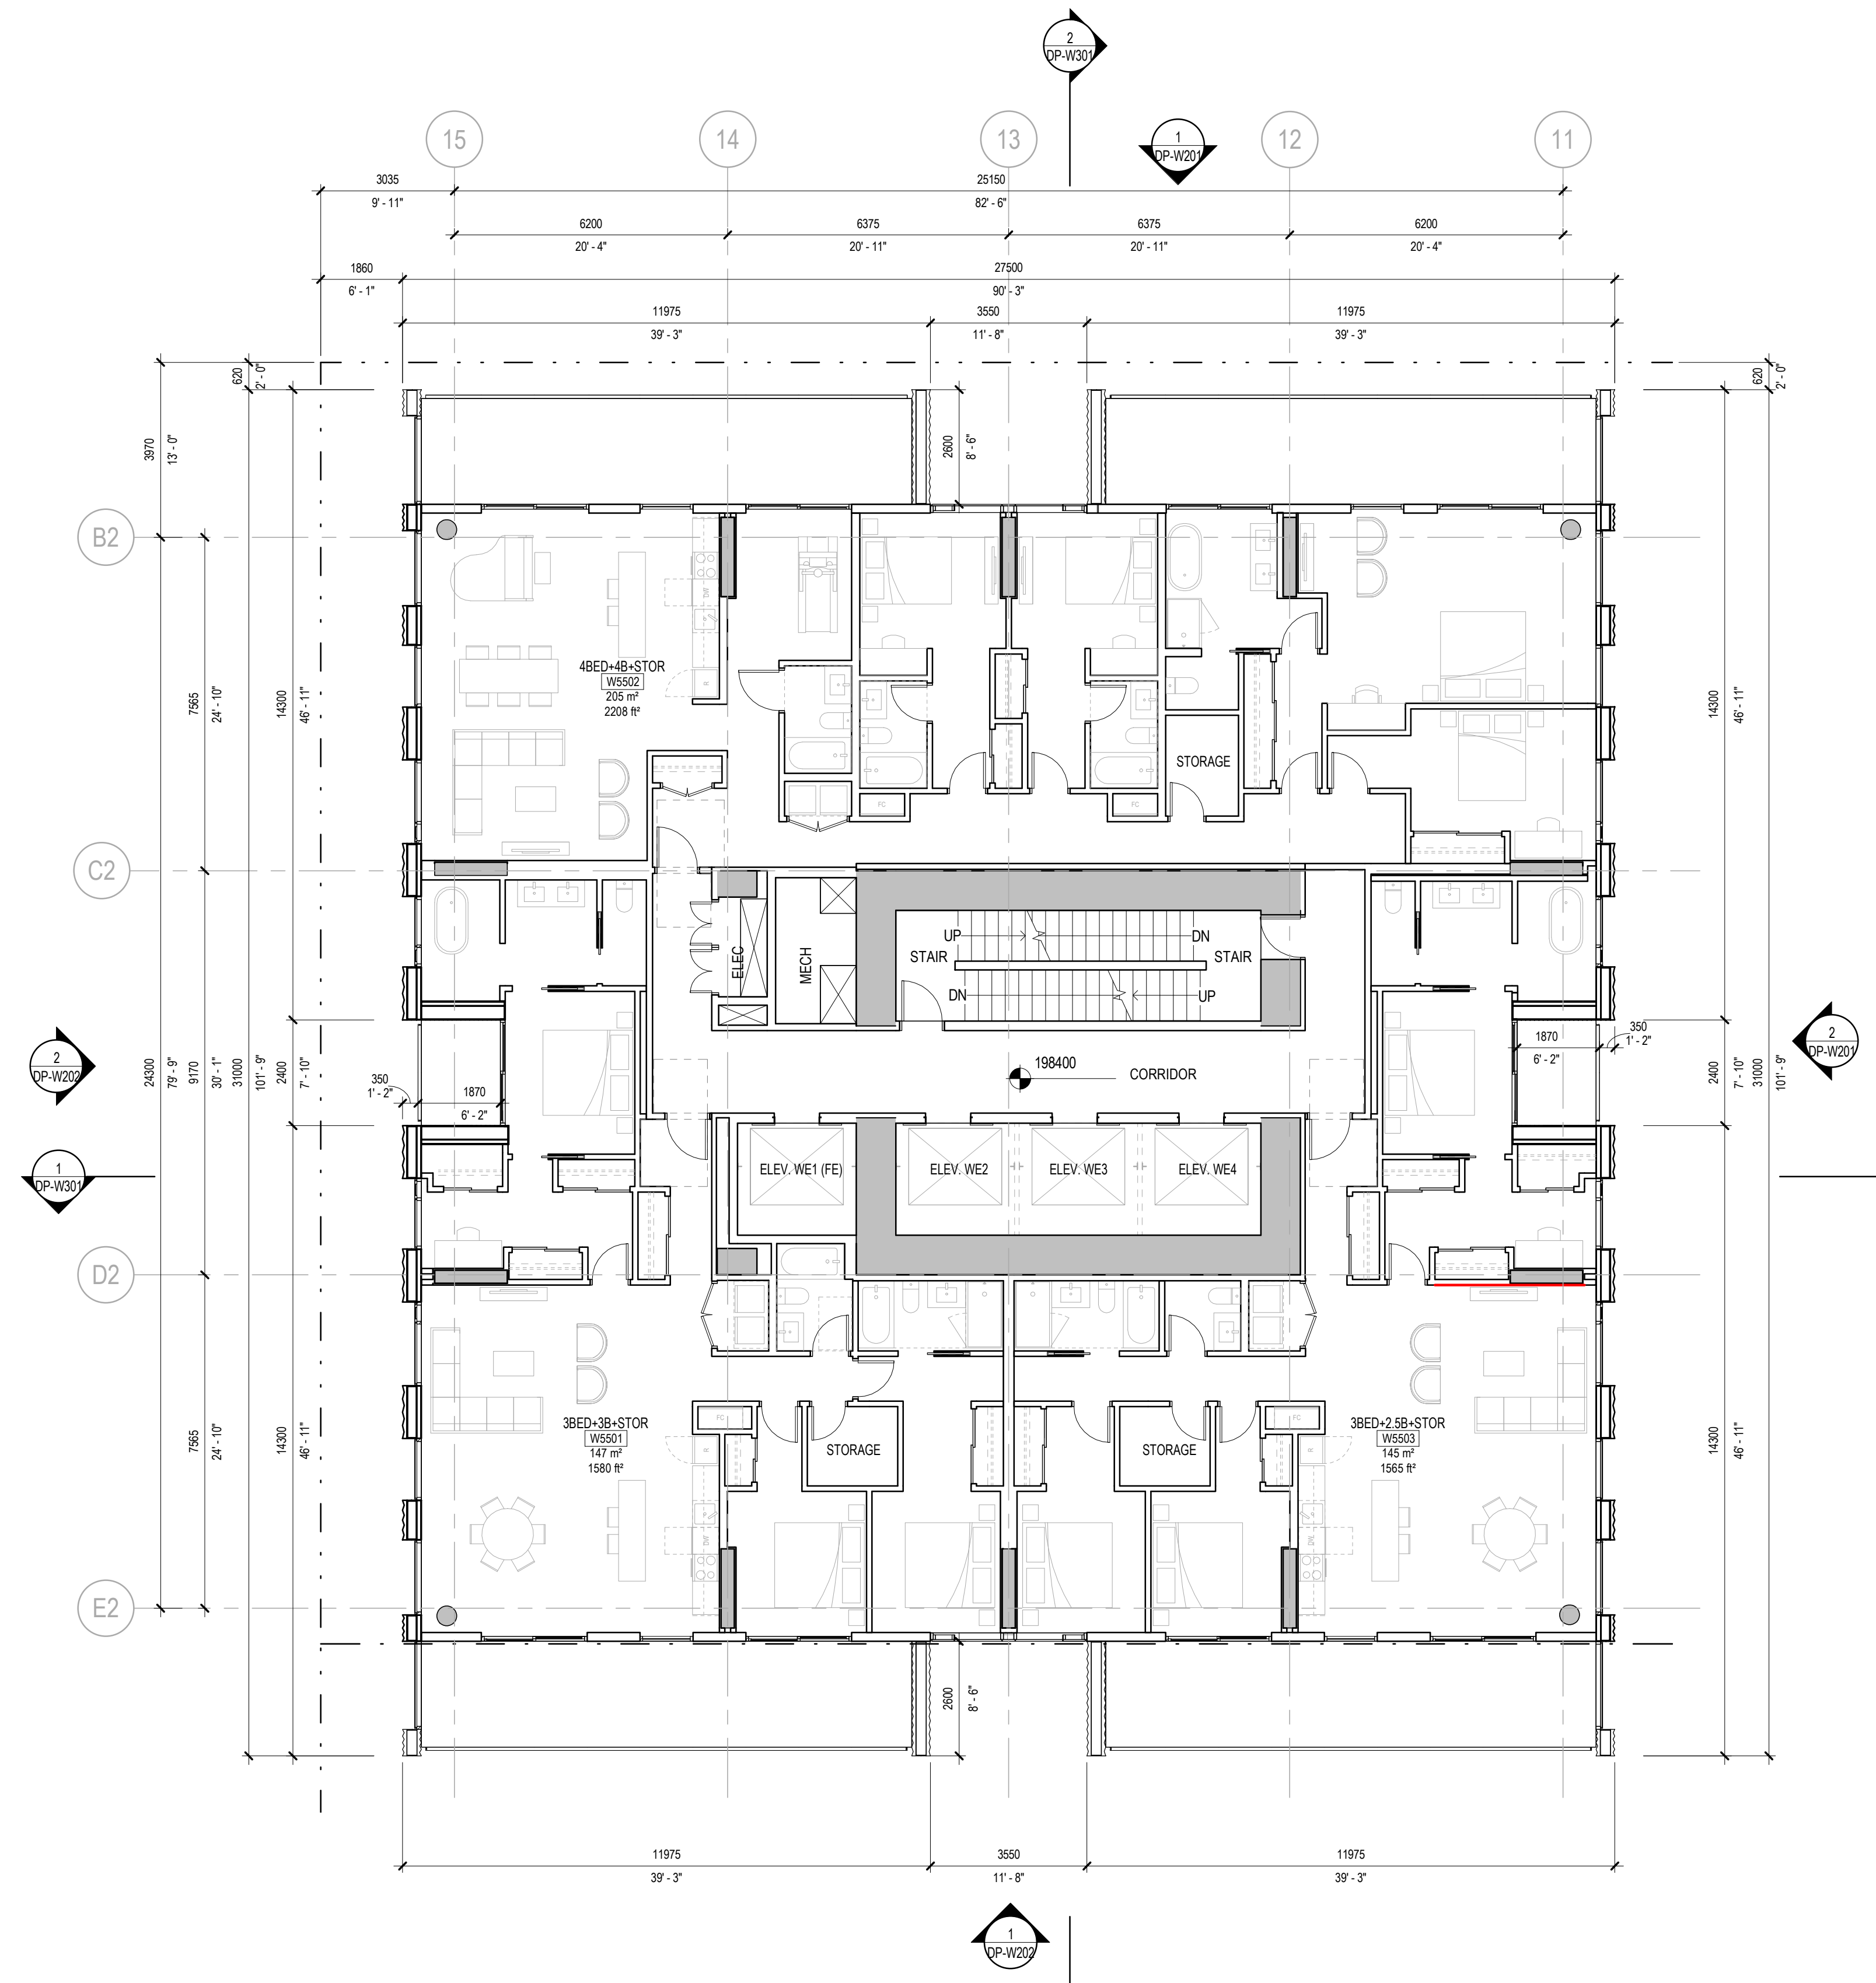 2
DP-W301
1
DP-W201
15
14
13
12
11
3035
9' - 11"
25150
82' - 6"
6200
20' - 4"
6375
20' - 11"
6375
20' - 11"
6200
20' - 4"
1860
6' - 1"
27500
90' - 3"
11975
39' - 3"
3550
11' - 8"
11975
39' - 3"
620
2' - 0"
620
2' - 0"
3970
13' - 0"
2600
8' - 6"
B2
C2
D2
E2
7565
24' - 10"
14300
46' - 11"
14300
46' - 11"
4BED+4B+STOR
W5502
205 m²
2208 ft²
DW
R
STORAGE
FC
FC
UP
DN
STAIR
STAIR
DN
UP
ELEC
MECH
198400
CORRIDOR
2
DP-W202
2
DP-W201
24300
79' - 9"
9170
30' - 1"
31000
101' - 9"
2400
7' - 10"
350
1' - 2"
1870
6' - 2"
1870
6' - 2"
350
1' - 2"
2400
7' - 10"
31000
101' - 9"
1
DP-W301
ELEV. WE1 (FE)
ELEV. WE2
ELEV. WE3
ELEV. WE4
7565
24' - 10"
14300
46' - 11"
14300
46' - 11"
3BED+3B+STOR
W5501
147 m²
1580 ft²
FC
R
DW
STORAGE
STORAGE
FC
R
DW
3BED+2.5B+STOR
W5503
145 m²
1565 ft²
2600
8' - 6"
11975
39' - 3"
3550
11' - 8"
11975
39' - 3"
1
DP-W202